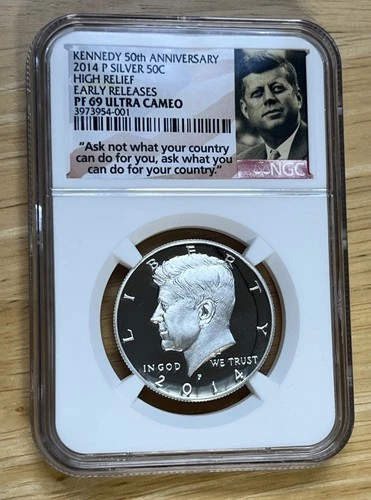 KENNEDY 50th ANNIVERSARY
2014 P SILVER 50C
HIGH RELIEF
EARLY RELEASES
PF 69 ULTRA CAMEO
3973954-001
NGC
"Ask not what your country
can do for you, ask what you
can do for your country."
LIBERTY
IN GOD WE TRUST
P
2014